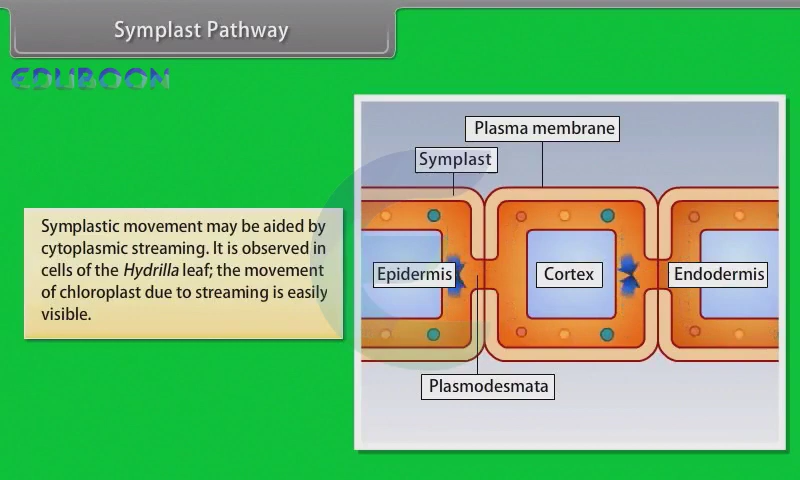 Symplast Pathway
EDUBOON
Plasma membrane
Symplast
Symplastic movement may be aided by
cytoplasmic streaming. It is observed in
cells of the Hydrilla leaf; the movement
of chloroplast due to streaming is easily
visible.
Epidermis
Cortex
Endodermis
Plasmodesmata